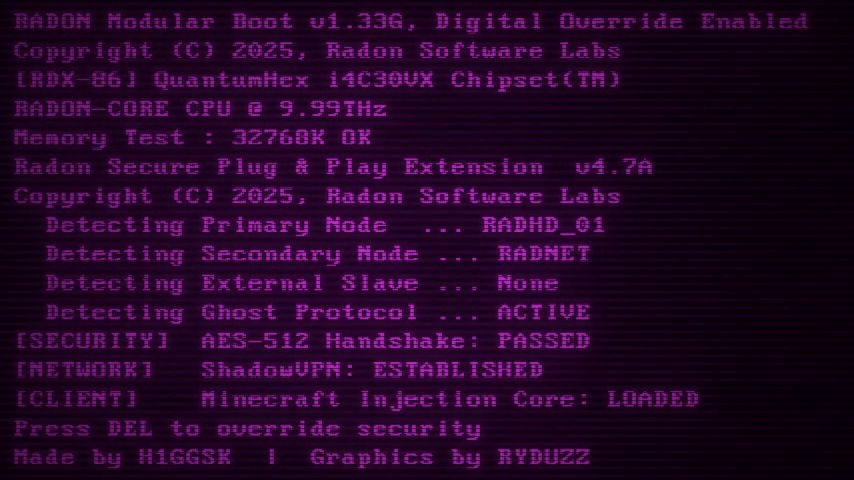 RADON Modular Boot v1.33G, Digital Override Enabled
Copyright (C) 2025, Radon Software Labs
[RDX-86] QuantumHex i4C30VX Chipset(TM)
RADON-CORE CPU @ 9.99THz
Memory Test : 32768K OK
Radon Secure Plug & Play Extension  v4.7A
Copyright (C) 2025, Radon Software Labs
  Detecting Primary Node  ... RADHD_01
  Detecting Secondary Node ... RADNET
  Detecting External Slave ... None
  Detecting Ghost Protocol ... ACTIVE
[SECURITY]  AES-512 Handshake: PASSED
[NETWORK]   ShadowVPN: ESTABLISHED
[CLIENT]    Minecraft Injection Core: LOADED
Press DEL to override security
Made by H1GGSK  |  Graphics by RYDUZZ